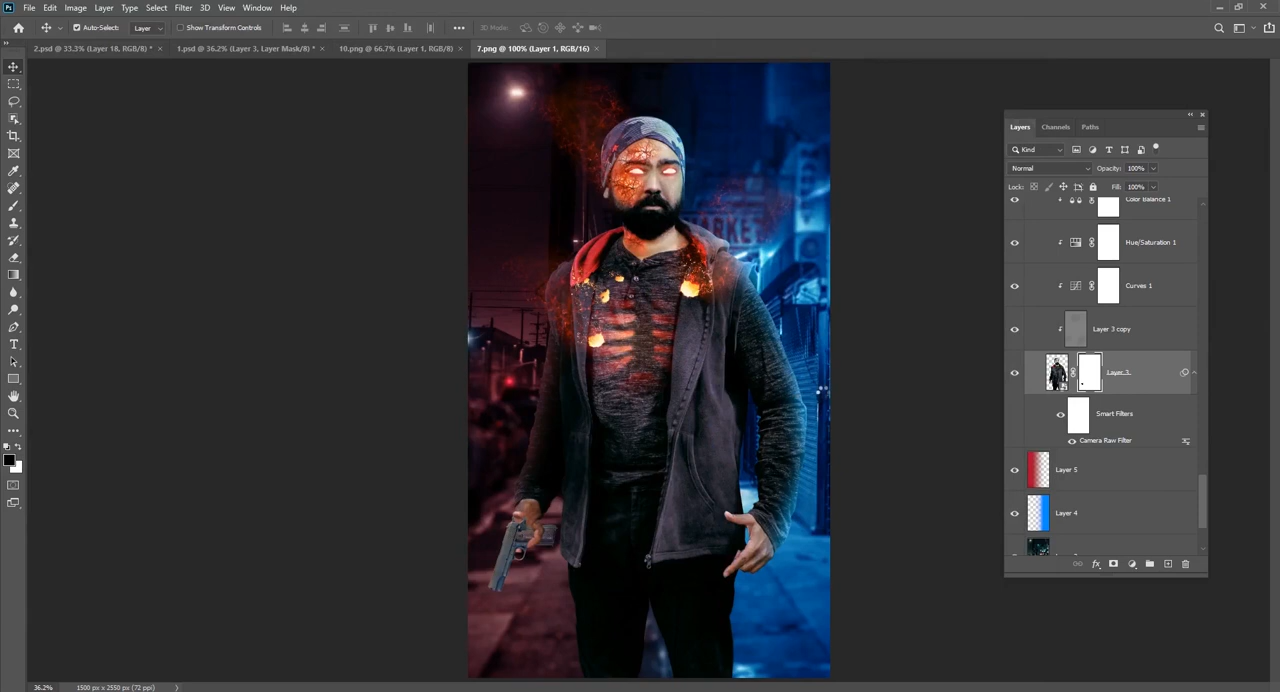 Ps File Edit Image Layer Type Select Filter 3D View Window Help
Auto-Select: Layer Show Transform Controls 3D Mode:
2.psd @ 33.3% (Layer 18, RGB/8) * × 1.psd @ 36.2% (Layer 3, Layer Mask/8) * × 10.png @ 66.7% (Layer 1, RGB/8) × 7.png @ 100% (Layer 1, RGB/16) ×
MARKET
Layers Channels Paths
Kind
Normal Opacity: 100%
Lock: Fill: 100%
Color Balance 1
Hue/Saturation 1
Curves 1
Layer 3 copy
Layer 3
Smart Filters
Camera Raw Filter
Layer 5
Layer 4
fx
36.2% 1500 px x 2550 px (72 ppi)